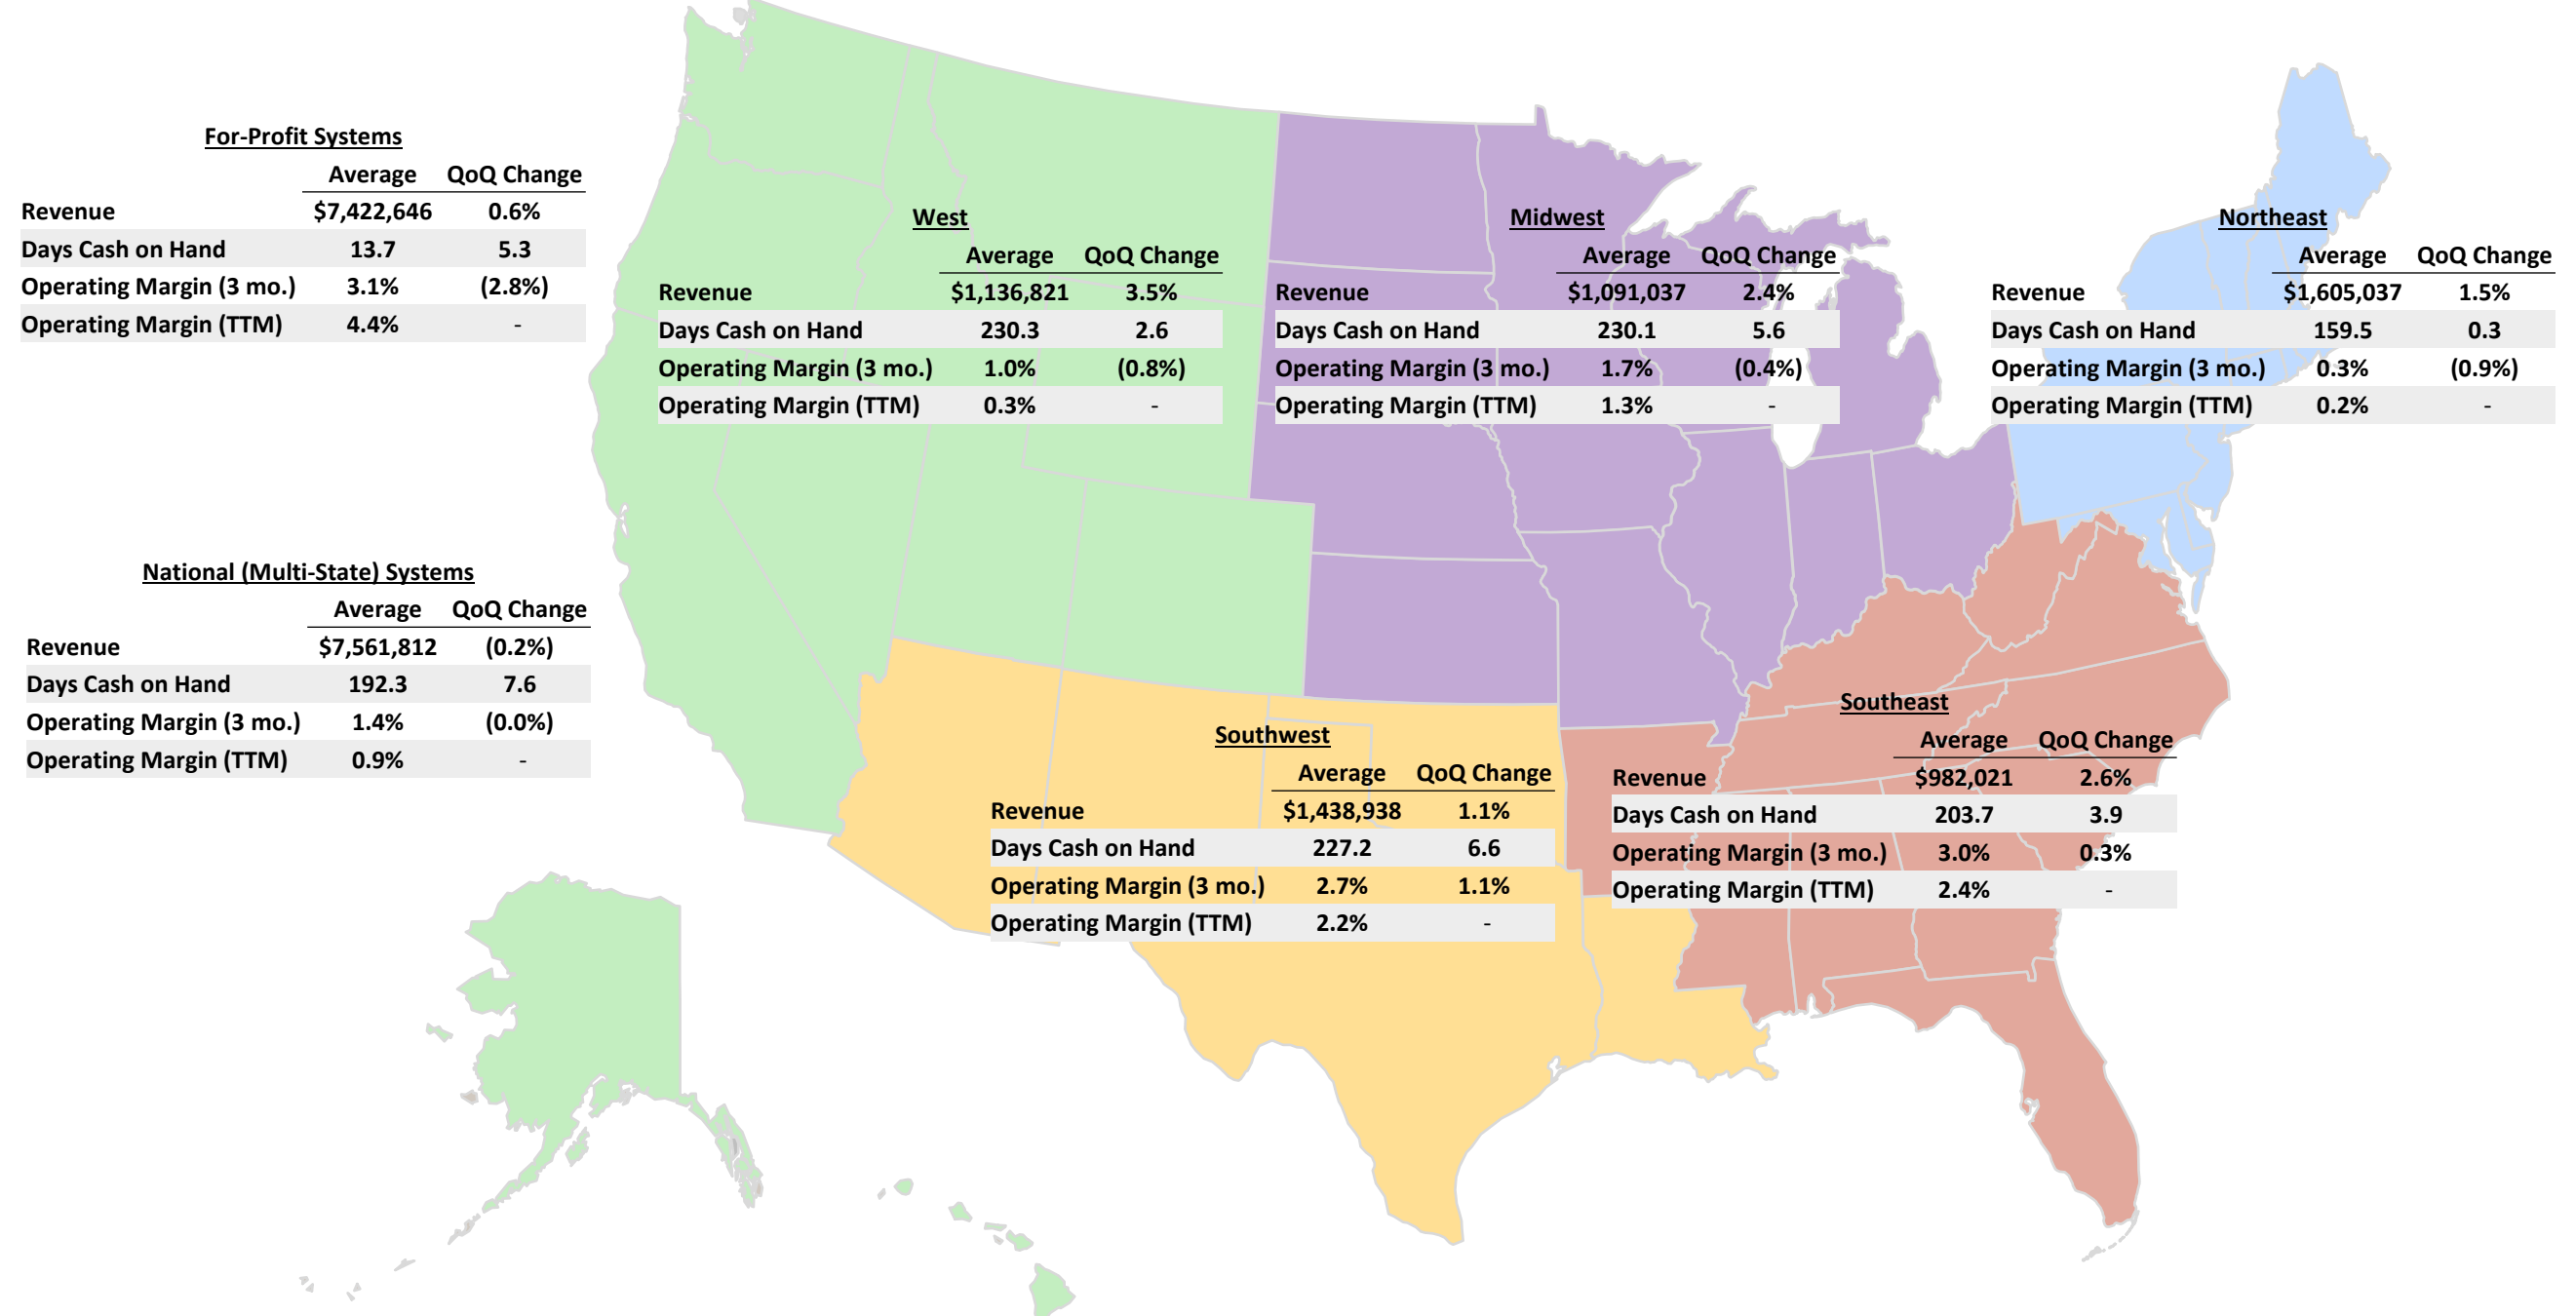 For-Profit Systems
Average QoQ Change
Revenue $7,422,646 0.6%
Days Cash on Hand 13.7 5.3
Operating Margin (3 mo.) 3.1% (2.8%)
Operating Margin (TTM) 4.4% -
West
Average QoQ Change
Revenue $1,136,821 3.5%
Days Cash on Hand 230.3 2.6
Operating Margin (3 mo.) 1.0% (0.8%)
Operating Margin (TTM) 0.3% -
Midwest
Average QoQ Change
Revenue $1,091,037 2.4%
Days Cash on Hand 230.1 5.6
Operating Margin (3 mo.) 1.7% (0.4%)
Operating Margin (TTM) 1.3% -
Northeast
Average QoQ Change
Revenue $1,605,037 1.5%
Days Cash on Hand 159.5 0.3
Operating Margin (3 mo.) 0.3% (0.9%)
Operating Margin (TTM) 0.2% -
National (Multi-State) Systems
Average QoQ Change
Revenue $7,561,812 (0.2%)
Days Cash on Hand 192.3 7.6
Operating Margin (3 mo.) 1.4% (0.0%)
Operating Margin (TTM) 0.9% -
Southwest
Average QoQ Change
Revenue $1,438,938 1.1%
Days Cash on Hand 227.2 6.6
Operating Margin (3 mo.) 2.7% 1.1%
Operating Margin (TTM) 2.2% -
Southeast
Average QoQ Change
Revenue $982,021 2.6%
Days Cash on Hand 203.7 3.9
Operating Margin (3 mo.) 3.0% 0.3%
Operating Margin (TTM) 2.4% -